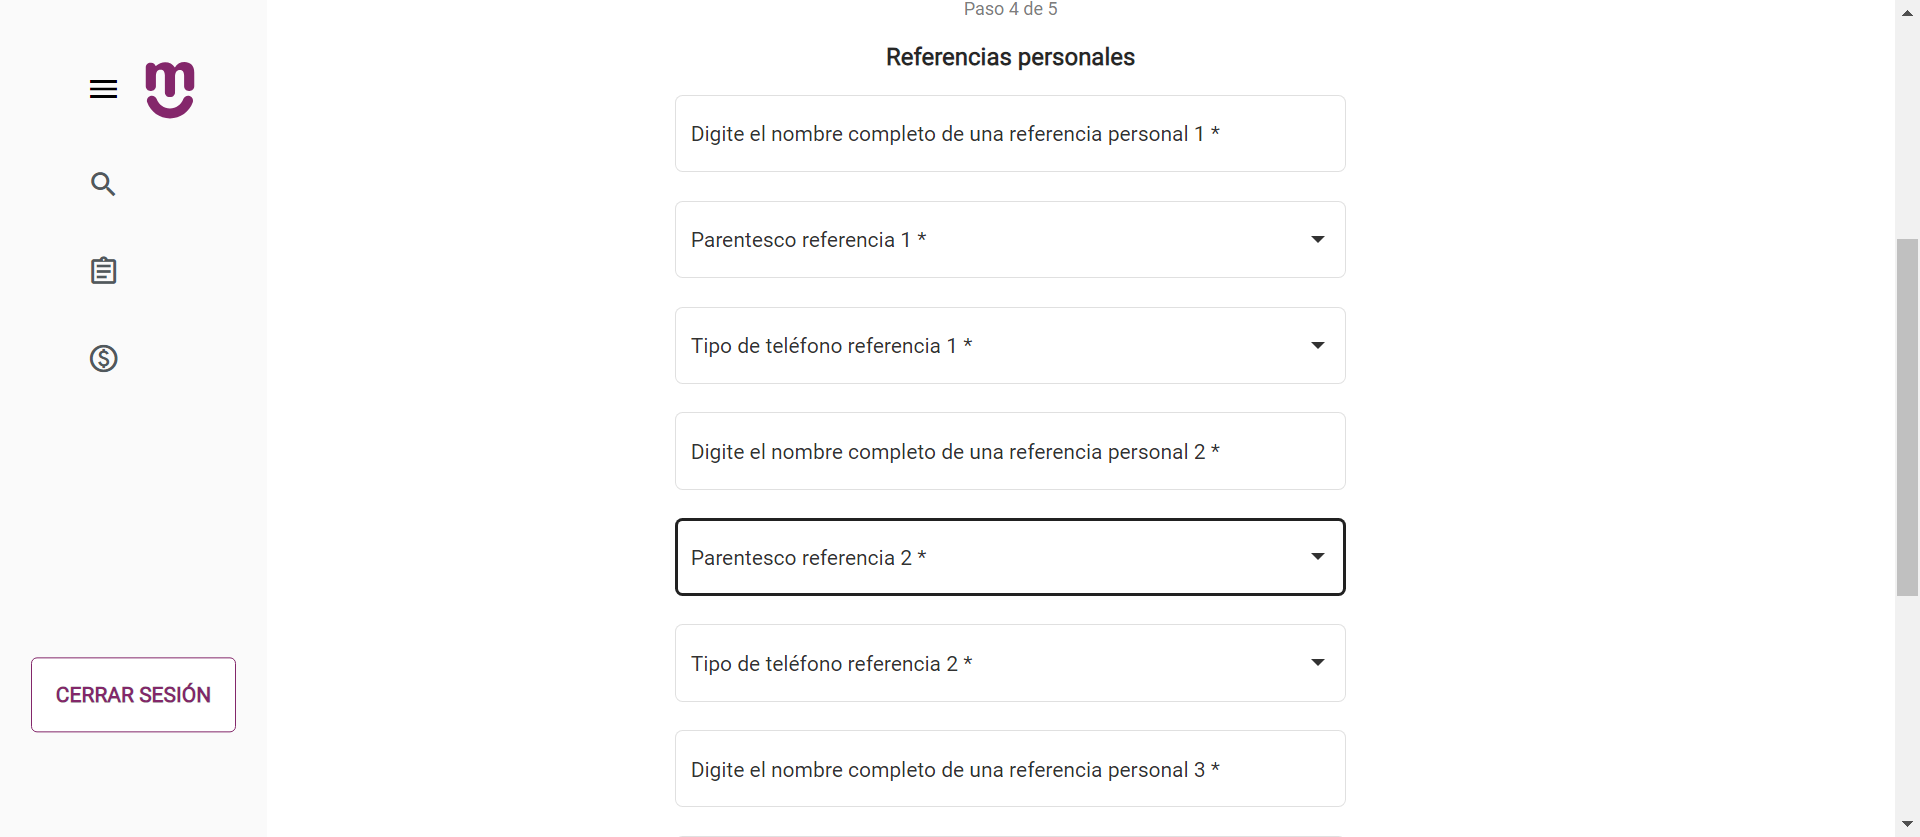 Paso 4 de 5
Referencias personales
Digite el nombre completo de una referencia personal 1 *
Parentesco referencia 1 *
Tipo de teléfono referencia 1 *
Digite el nombre completo de una referencia personal 2 *
Parentesco referencia 2 *
Tipo de teléfono referencia 2 *
Digite el nombre completo de una referencia personal 3 *
CERRAR SESIÓN